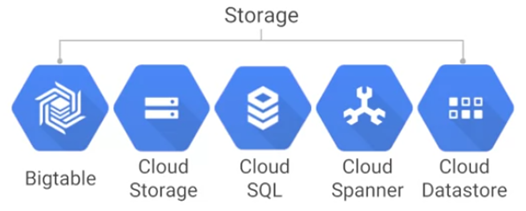 Storage
Bigtable
Cloud
Storage
Cloud
SQL
Cloud
Spanner
Cloud
Datastore